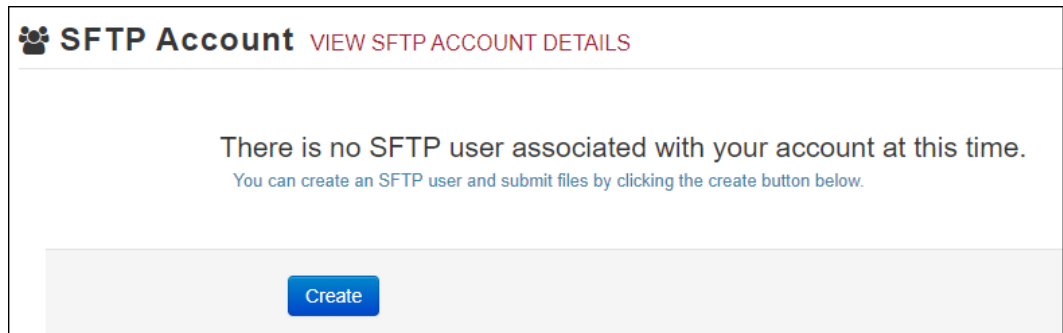 SFTP Account VIEW SFTP ACCOUNT DETAILS
There is no SFTP user associated with your account at this time.
You can create an SFTP user and submit files by clicking the create button below.
Create